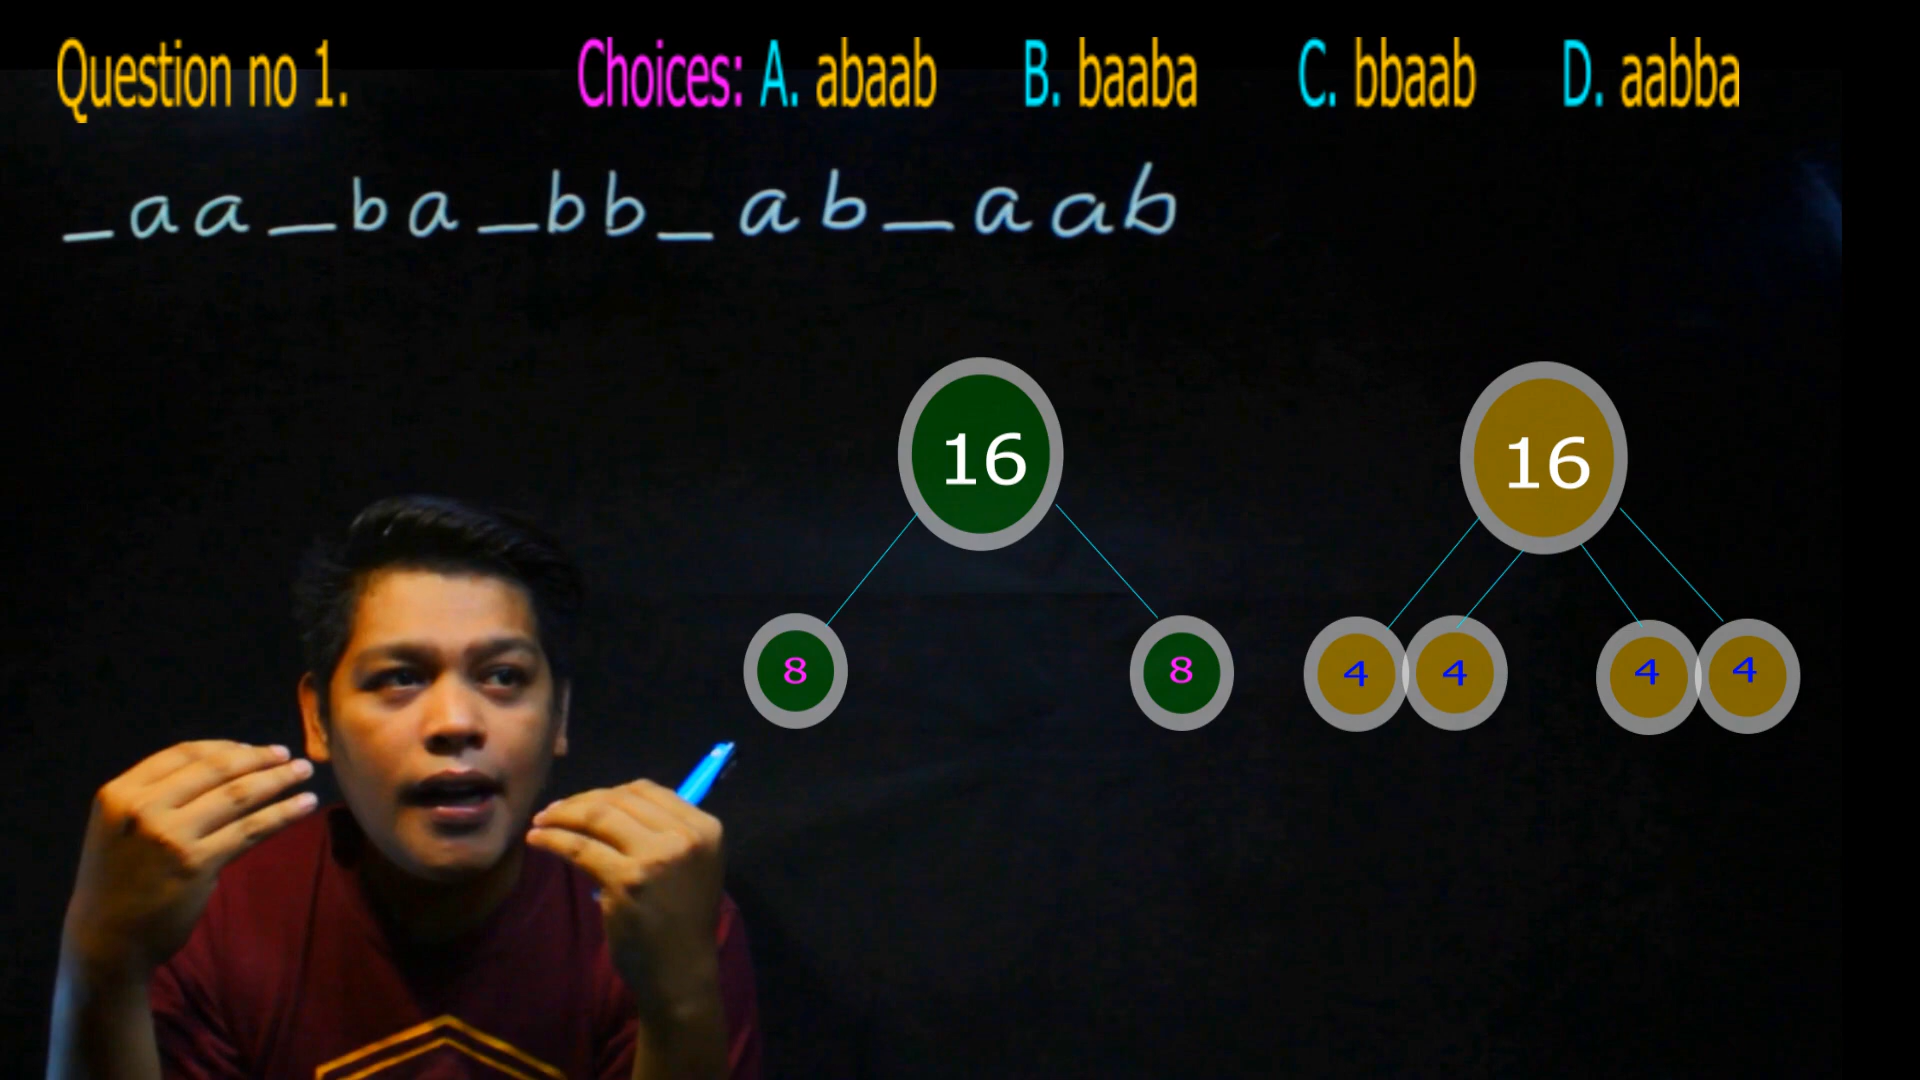 Question no 1. Choices: A. abaab B. baaba C. bbaab D. aabba
_aa_ba_bb_ab_aab
16 16
8 8 4 4 4 4